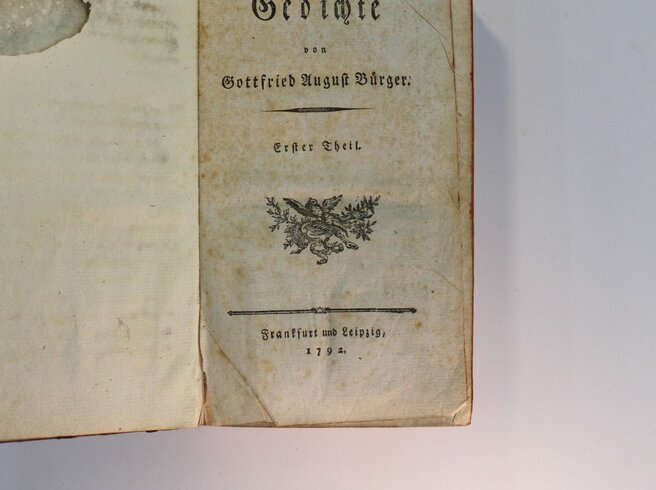 Gedichte
von
Gottfried August Bürger.
Erster Theil.
Frankfurt und Leipzig,
1792.